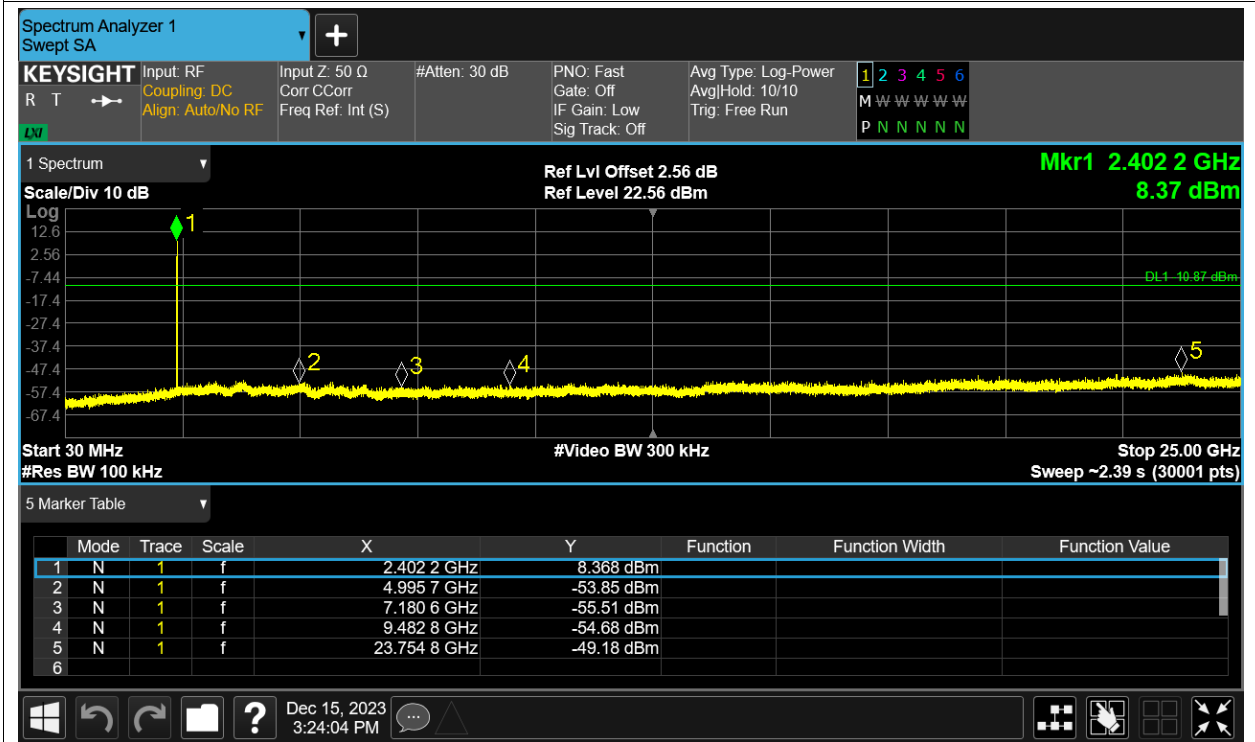 Spectrum Analyzer 1
Swept SA
+
KEYSIGHT
R T
LXI
Input: RF
Coupling: DC
Align: Auto/No RF
Input Z: 50 Ω
Corr CCorr
Freq Ref: Int (S)
#Atten: 30 dB
PNO: Fast
Gate: Off
IF Gain: Low
Sig Track: Off
Avg Type: Log-Power
Avg|Hold: 10/10
Trig: Free Run
1 2 3 4 5 6
M W W W W W
P N N N N N
1 Spectrum
Scale/Div 10 dB
Ref Lvl Offset 2.56 dB
Ref Level 22.56 dBm
Mkr1 2.402 2 GHz
8.37 dBm
Log
12.6
2.56
-7.44
-17.4
-27.4
-37.4
-47.4
-57.4
-67.4
1
2
3
4
5
DL1 -10.87 dBm
Start 30 MHz
#Res BW 100 kHz
#Video BW 300 kHz
Stop 25.00 GHz
Sweep ~2.39 s (30001 pts)
5 Marker Table
Mode Trace Scale X Y Function Function Width Function Value
1 N 1 f 2.402 2 GHz 8.368 dBm
2 N 1 f 4.995 7 GHz -53.85 dBm
3 N 1 f 7.180 6 GHz -55.51 dBm
4 N 1 f 9.482 8 GHz -54.68 dBm
5 N 1 f 23.754 8 GHz -49.18 dBm
6
?
Dec 15, 2023
3:24:04 PM